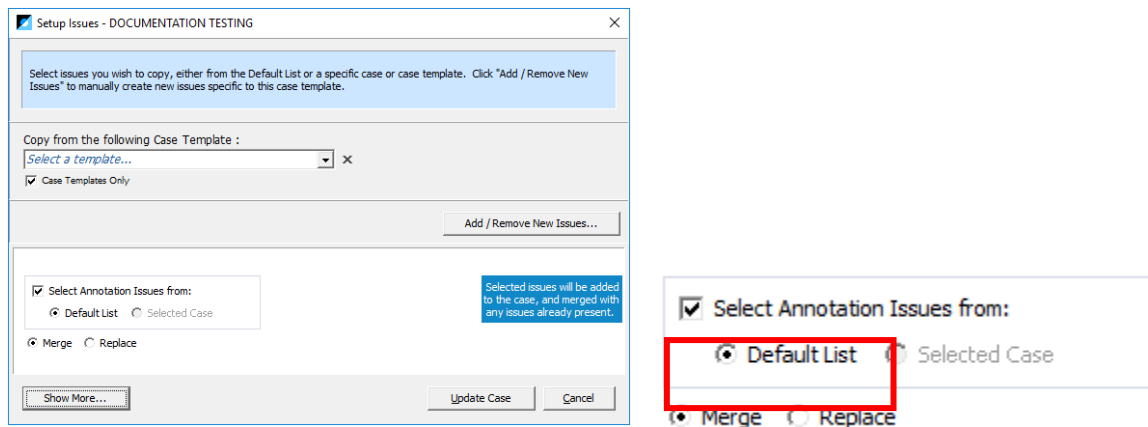 Setup Issues - DOCUMENTATION TESTING
Select issues you wish to copy, either from the Default List or a specific case or case template. Click "Add / Remove New
Issues" to manually create new issues specific to this case template.
Copy from the following Case Template :
Select a template...
Case Templates Only
Add / Remove New Issues...
Select Annotation Issues from:
Default List Selected Case
Merge Replace
Selected issues will be added
to the case, and merged with
any issues already present.
Show More...
Update Case
Cancel
Select Annotation Issues from:
Default List Selected Case
Merge Replace